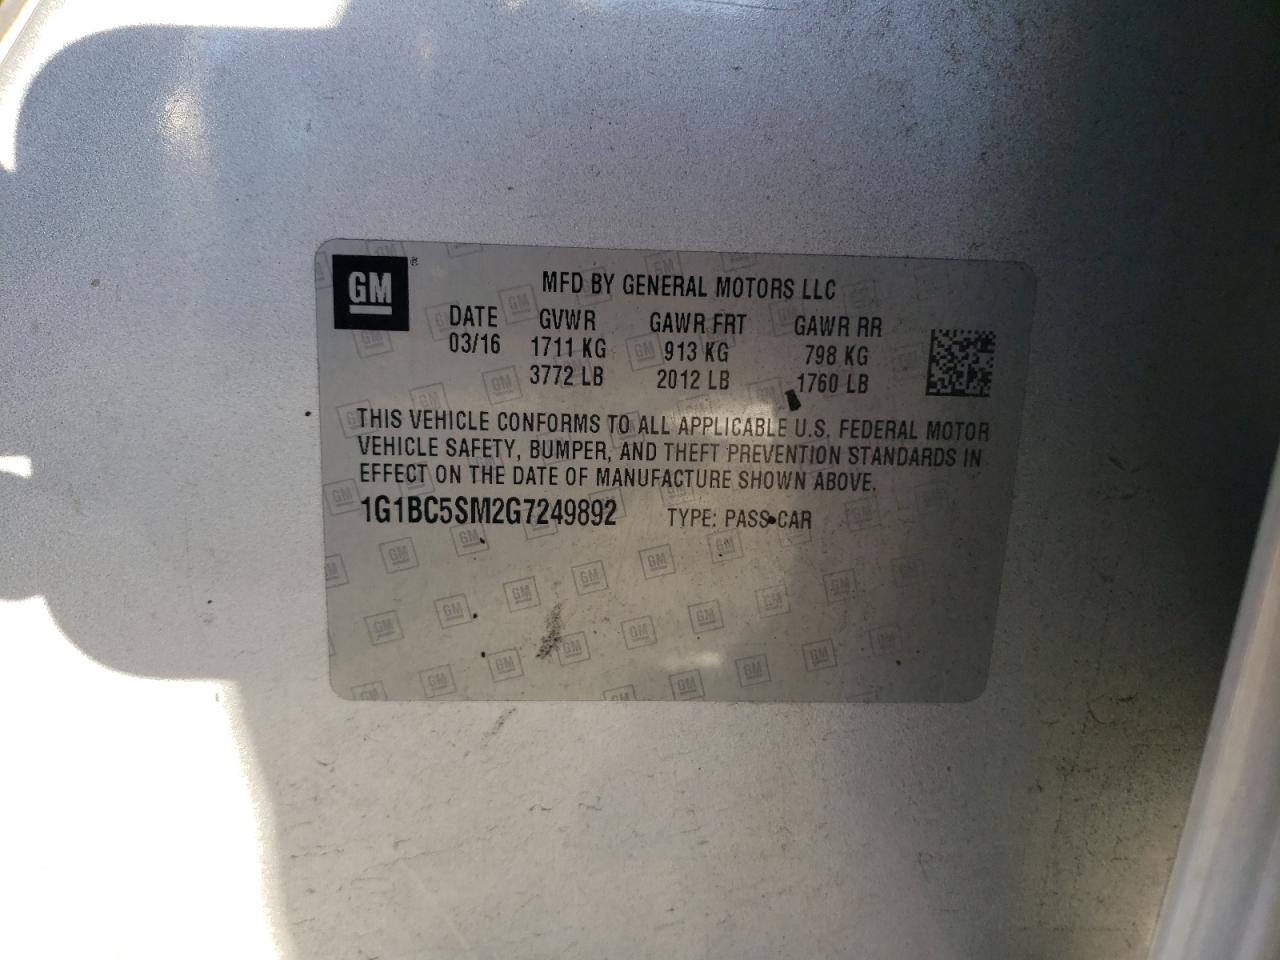 GM ®
MFD BY GENERAL MOTORS LLC
DATE GVWR GAWR FRT GAWR RR
03/16 1711 KG 913 KG 798 KG
3772 LB 2012 LB 1760 LB
THIS VEHICLE CONFORMS TO ALL APPLICABLE U.S. FEDERAL MOTOR
VEHICLE SAFETY, BUMPER, AND THEFT PREVENTION STANDARDS IN
EFFECT ON THE DATE OF MANUFACTURE SHOWN ABOVE.
1G1BC5SM2G7249892 TYPE: PASS CAR